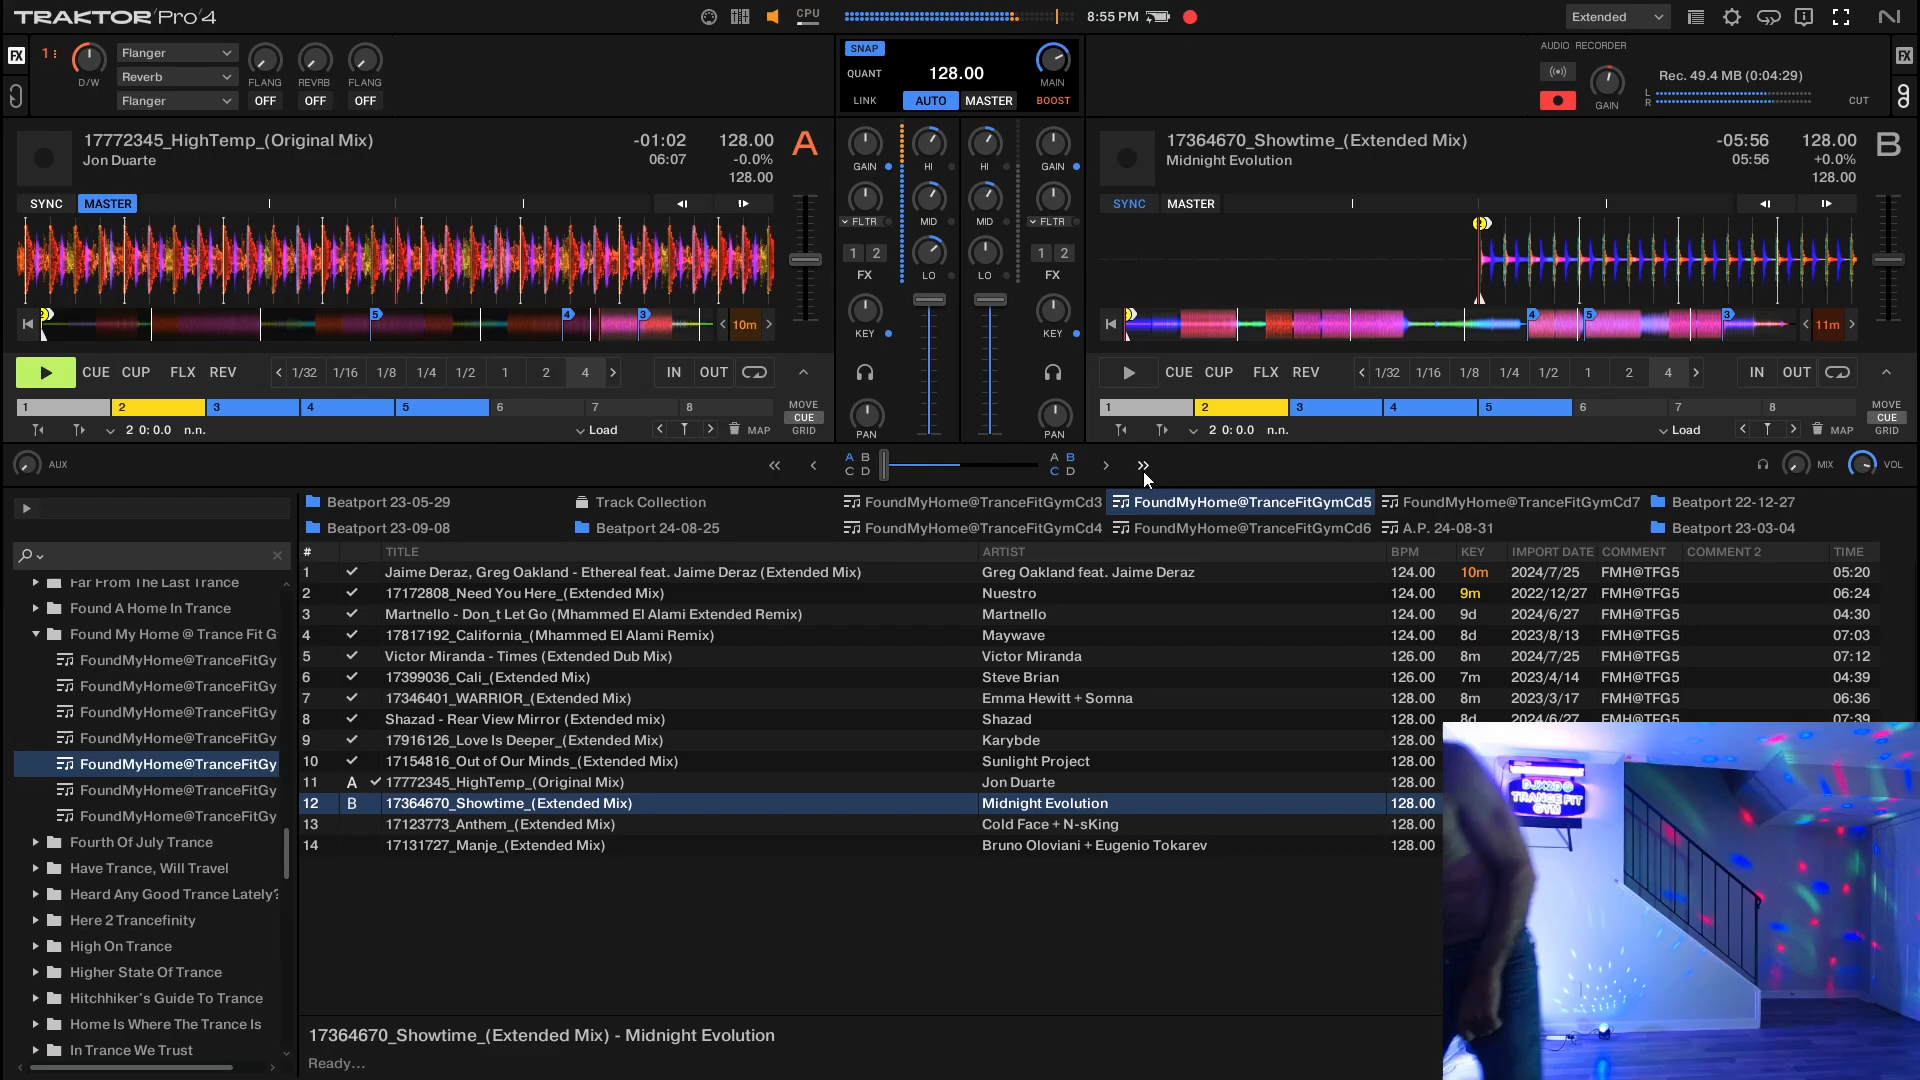 TRAKTOR Pro 4
CPU
8:55 PM
Extended
FX
1
D/W
Flanger
Reverb
Flanger
FLANG
REVRB
FLANG
OFF
OFF
OFF
SNAP
QUANT
128.00
MAIN
LINK
AUTO
MASTER
BOOST
AUDIO RECORDER
GAIN
Rec. 49.4 MB (0:04:29)
L
R
CUT
FX
17772345_HighTemp_(Original Mix)
Jon Duarte
-01:02
06:07
128.00
-0.0%
128.00
A
SYNC
MASTER
5
4
3
10m
CUE CUP FLX REV
1/32 1/16 1/8 1/4 1/2 1 2 4
IN OUT
1 2 3 4 5 6 7 8
MOVE
CUE
GRID
2 0: 0.0 n.n.
Load
MAP
GAIN HI HI GAIN
MID MID
FLTR FLTR
1 2 1 2
FX LO LO FX
KEY KEY
PAN PAN
17364670_Showtime_(Extended Mix)
Midnight Evolution
-05:56
05:56
128.00
+0.0%
128.00
B
SYNC
MASTER
4
5
3
11m
CUE CUP FLX REV
1/32 1/16 1/8 1/4 1/2 1 2 4
IN OUT
1 2 3 4 5 6 7 8
MOVE
CUE
GRID
2 0: 0.0 n.n.
Load
MAP
AUX
A B
C D
A B
C D
MIX
VOL
Beatport 23-05-29
Track Collection
FoundMyHome@TranceFitGymCd3
FoundMyHome@TranceFitGymCd5
FoundMyHome@TranceFitGymCd7
Beatport 22-12-27
Beatport 23-09-08
Beatport 24-08-25
FoundMyHome@TranceFitGymCd4
FoundMyHome@TranceFitGymCd6
A.P. 24-08-31
Beatport 23-03-04
Far From The Last Trance
Found A Home In Trance
Found My Home @ Trance Fit G
FoundMyHome@TranceFitGy
FoundMyHome@TranceFitGy
FoundMyHome@TranceFitGy
FoundMyHome@TranceFitGy
FoundMyHome@TranceFitGy
FoundMyHome@TranceFitGy
FoundMyHome@TranceFitGy
Fourth Of July Trance
Have Trance, Will Travel
Heard Any Good Trance Lately?
Here 2 Trancefinity
High On Trance
Higher State Of Trance
Hitchhiker's Guide To Trance
Home Is Where The Trance Is
In Trance We Trust
# TITLE ARTIST BPM KEY IMPORT DATE COMMENT COMMENT 2 TIME
1 Jaime Deraz, Greg Oakland - Ethereal feat. Jaime Deraz (Extended Mix) Greg Oakland feat. Jaime Deraz 124.00 10m 2024/7/25 FMH@TFG5 05:20
2 17172808_Need You Here_(Extended Mix) Nuestro 124.00 9m 2022/12/27 FMH@TFG5 06:24
3 Martnello - Don_t Let Go (Mhammed El Alami Extended Remix) Martnello 124.00 9d 2024/6/27 FMH@TFG5 04:30
4 17817192_California_(Mhammed El Alami Remix) Maywave 124.00 8d 2023/8/13 FMH@TFG5 07:03
5 Victor Miranda - Times (Extended Dub Mix) Victor Miranda 126.00 8m 2024/7/25 FMH@TFG5 07:12
6 17399036_Cali_(Extended Mix) Steve Brian 126.00 7m 2023/4/14 FMH@TFG5 04:39
7 17346401_WARRIOR_(Extended Mix) Emma Hewitt + Somna 128.00 8m 2023/3/17 FMH@TFG5 06:36
8 Shazad - Rear View Mirror (Extended mix) Shazad 128.00 8d 2024/6/27 FMH@TFG5 07:39
9 17916126_Love Is Deeper_(Extended Mix) Karybde 128.00
10 17154816_Out of Our Minds_(Extended Mix) Sunlight Project 128.00
11 A 17772345_HighTemp_(Original Mix) Jon Duarte 128.00
12 B 17364670_Showtime_(Extended Mix) Midnight Evolution 128.00
13 17123773_Anthem_(Extended Mix) Cold Face + N-sKing 128.00
14 17131727_Manje_(Extended Mix) Bruno Oloviani + Eugenio Tokarev 128.00
TRANCE FIT
GYM
17364670_Showtime_(Extended Mix) - Midnight Evolution
Ready...